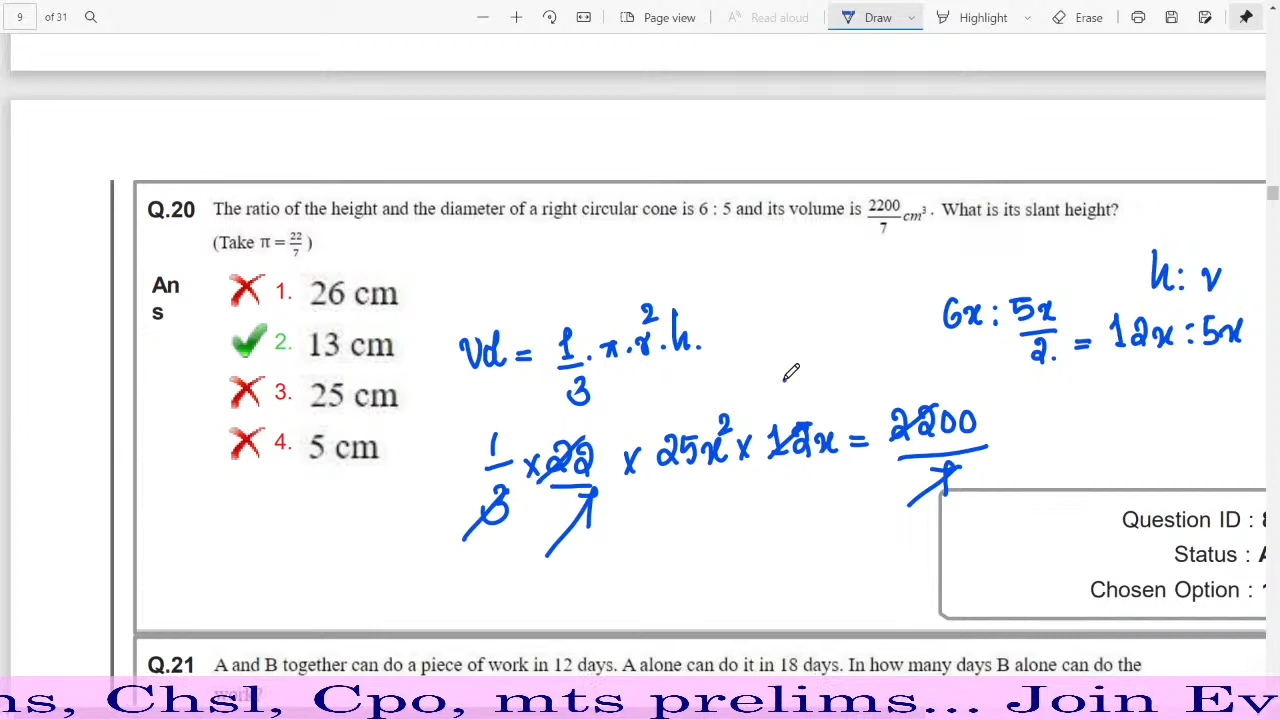 9 of 31 Page view Read aloud Draw Highlight Erase
Q.20 The ratio of the height and the diameter of a right circular cone is 6 : 5 and its volume is 2200/7 cm³. What is its slant height?
(Take π = 22/7)
Ans
1. 26 cm
2. 13 cm
3. 25 cm
4. 5 cm
h : r
6x : 5x/2. = 12x : 5x
Vol = 1/3 . π . r² . h.
1/3 × 22/7 × 25x² × 12x = 2200/7
Question ID : 8
Status : A
Chosen Option :
Q.21 A and B together can do a piece of work in 12 days. A alone can do it in 18 days. In how many days B alone can do the
work?
ns, Chsl, Cpo, mts prelims... Join Ev